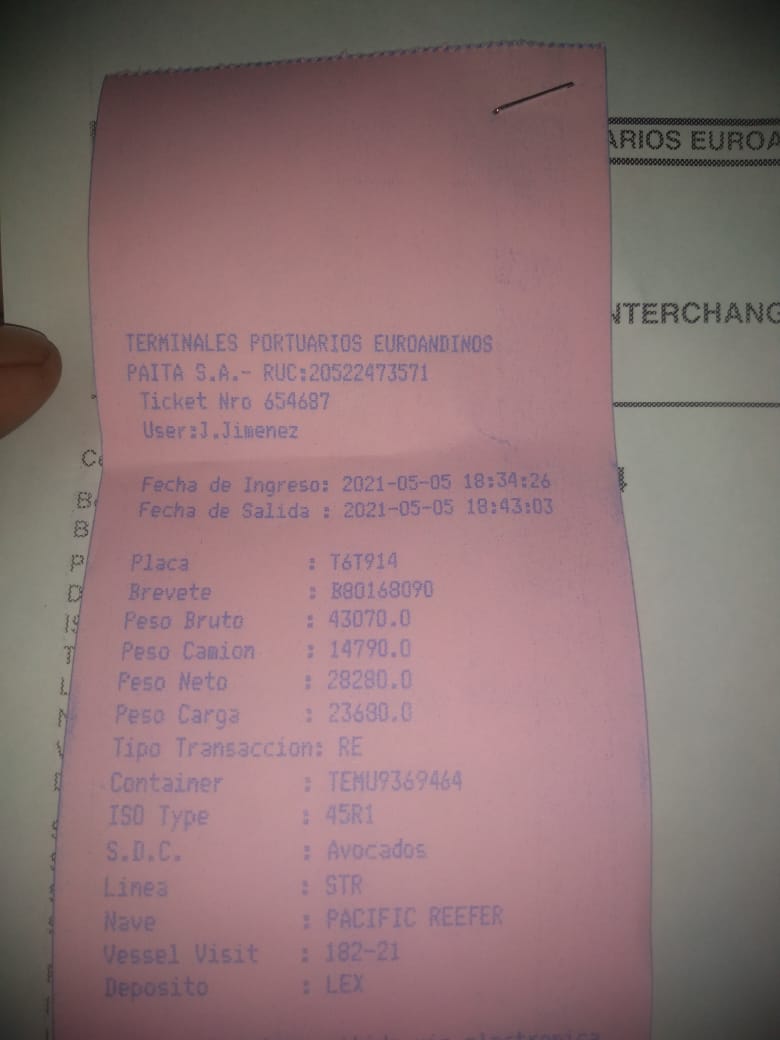 ARIOS EUROA
NTERCHANG
TERMINALES PORTUARIOS EUROANDINOS
PAITA S.A.- RUC:20522473571
Ticket Nro 654687
User:J.Jimenez
Fecha de Ingreso: 2021-05-05 18:34:26
Fecha de Salida : 2021-05-05 18:43:03
Placa : T6T914
Brevete : B80168090
Peso Bruto : 43070.0
Peso Camion : 14790.0
Peso Neto : 28280.0
Peso Carga : 23680.0
Tipo Transaccion: RE
Container : TEMU9369464
ISO Type : 45R1
S.D.C. : Avocados
Linea : STR
Nave : PACIFIC REEFER
Vessel Visit : 182-21
Deposito : LEX